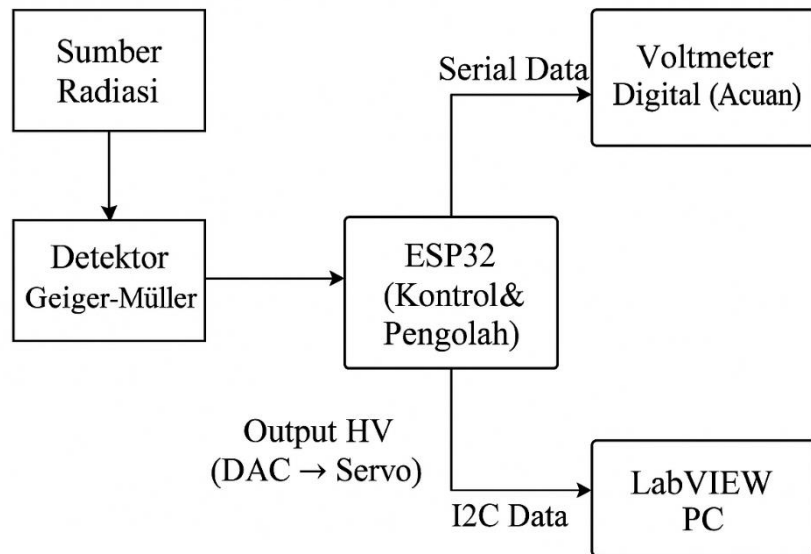 Sumber
Radiasi
Serial Data
Voltmeter
Digital (Acuan)
Detektor
Geiger-Müller
ESP32
(Kontrol&
Pengolah)
Output HV
(DAC → Servo)
I2C Data
LabVIEW
PC